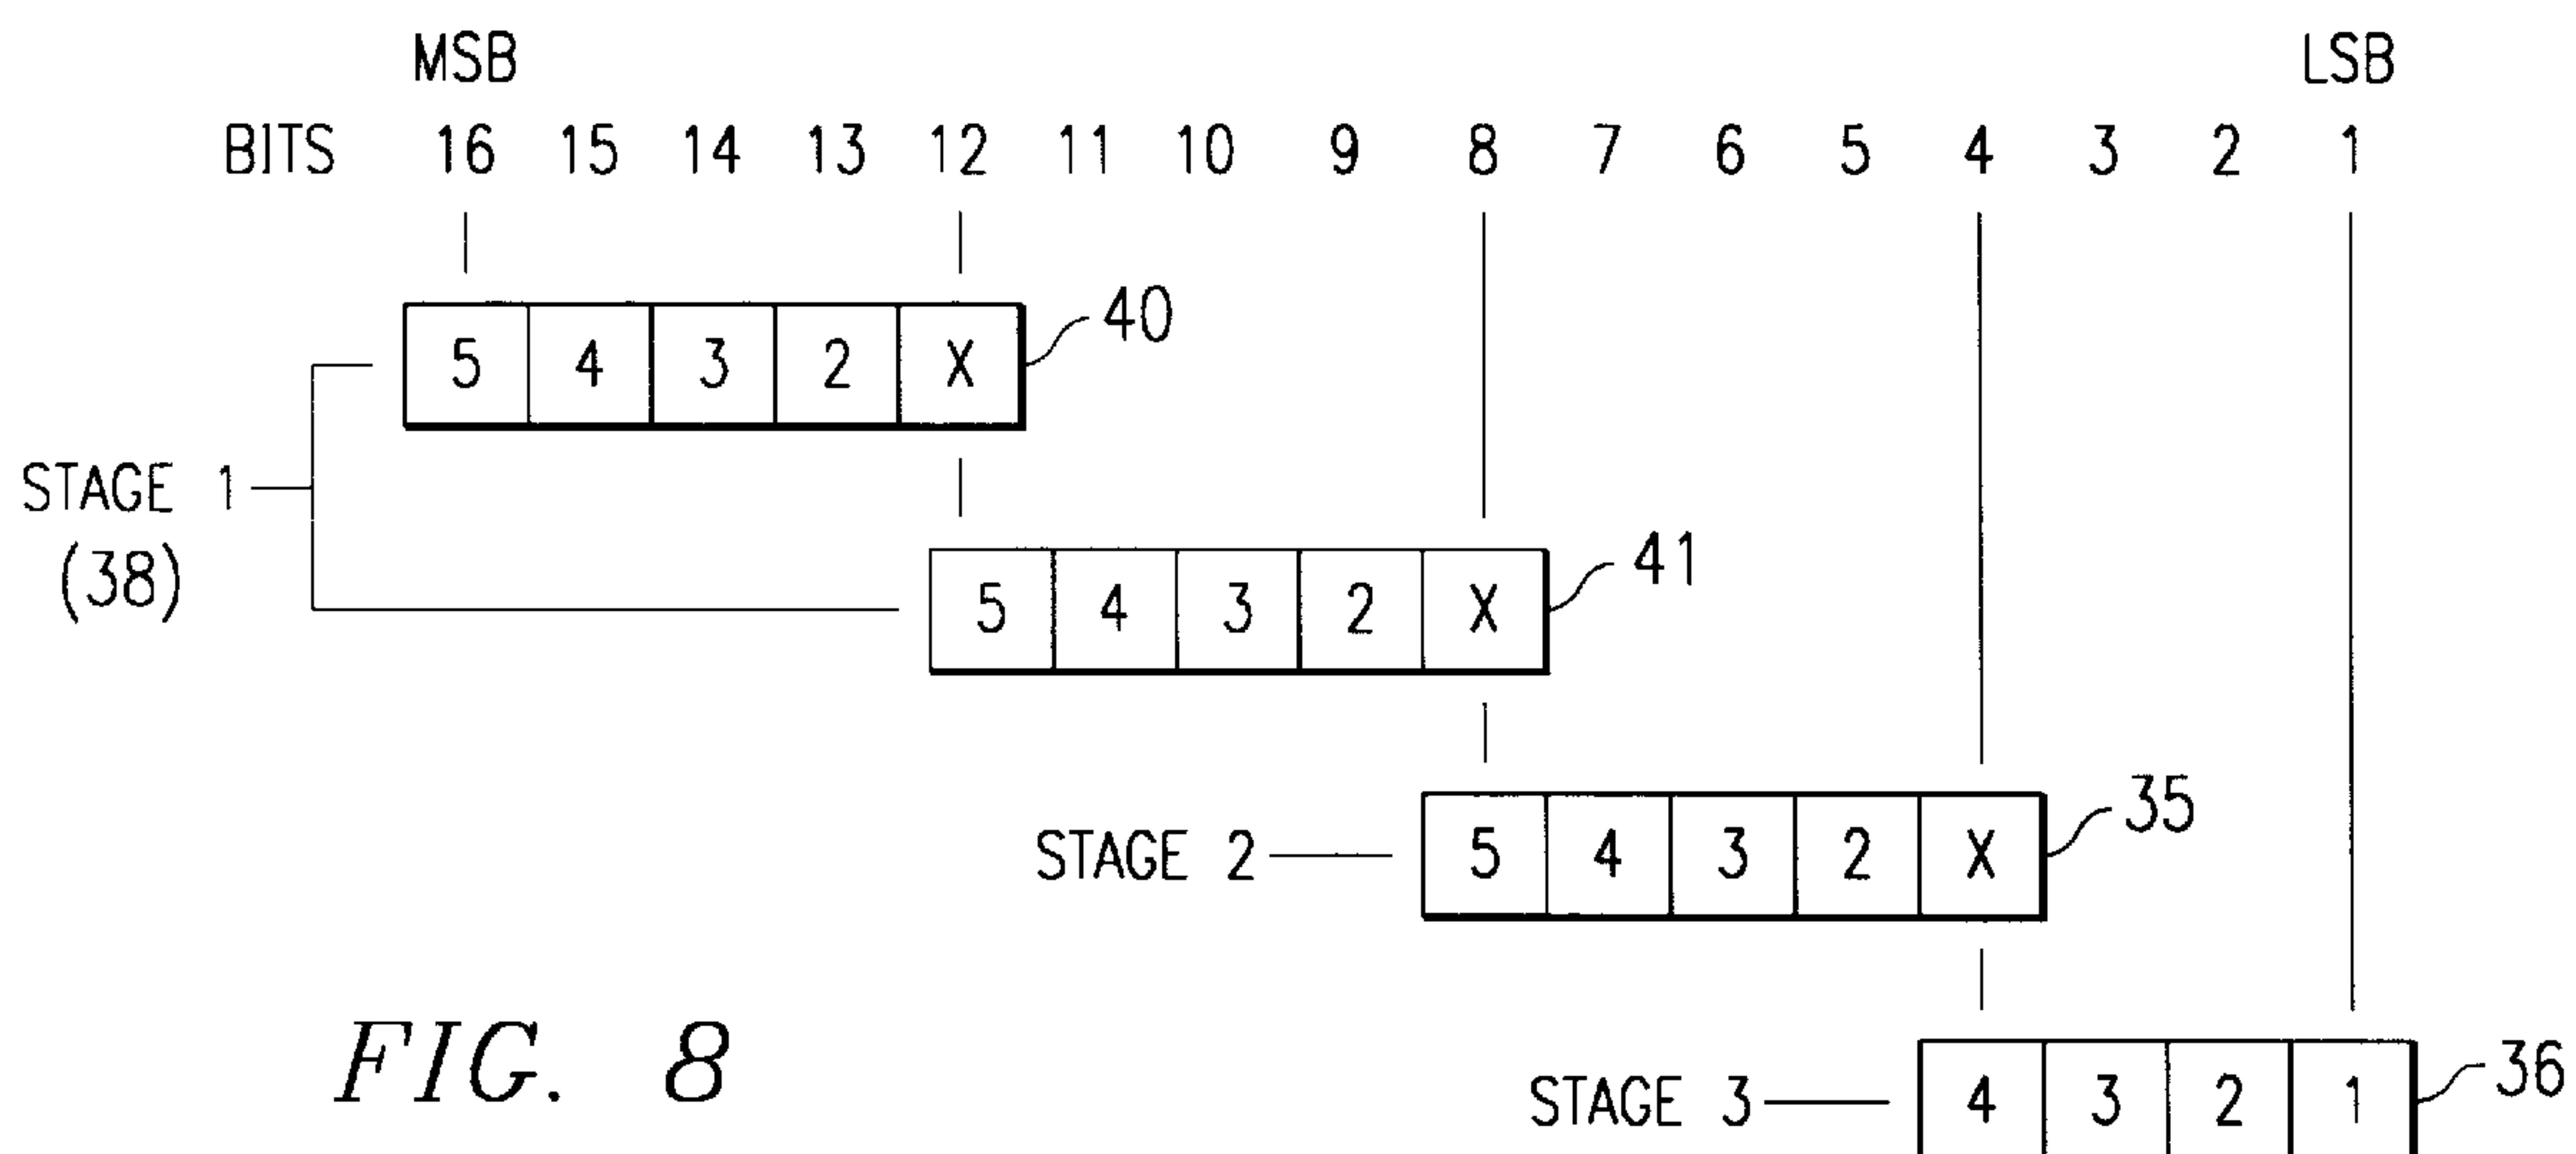 MSB LSB
BITS 16 15 14 13 12 11 10 9 8 7 6 5 4 3 2 1
5 4 3 2 X 40
STAGE 1
(38)
5 4 3 2 X 41
STAGE 2 5 4 3 2 X 35
STAGE 3 4 3 2 1 36
FIG. 8